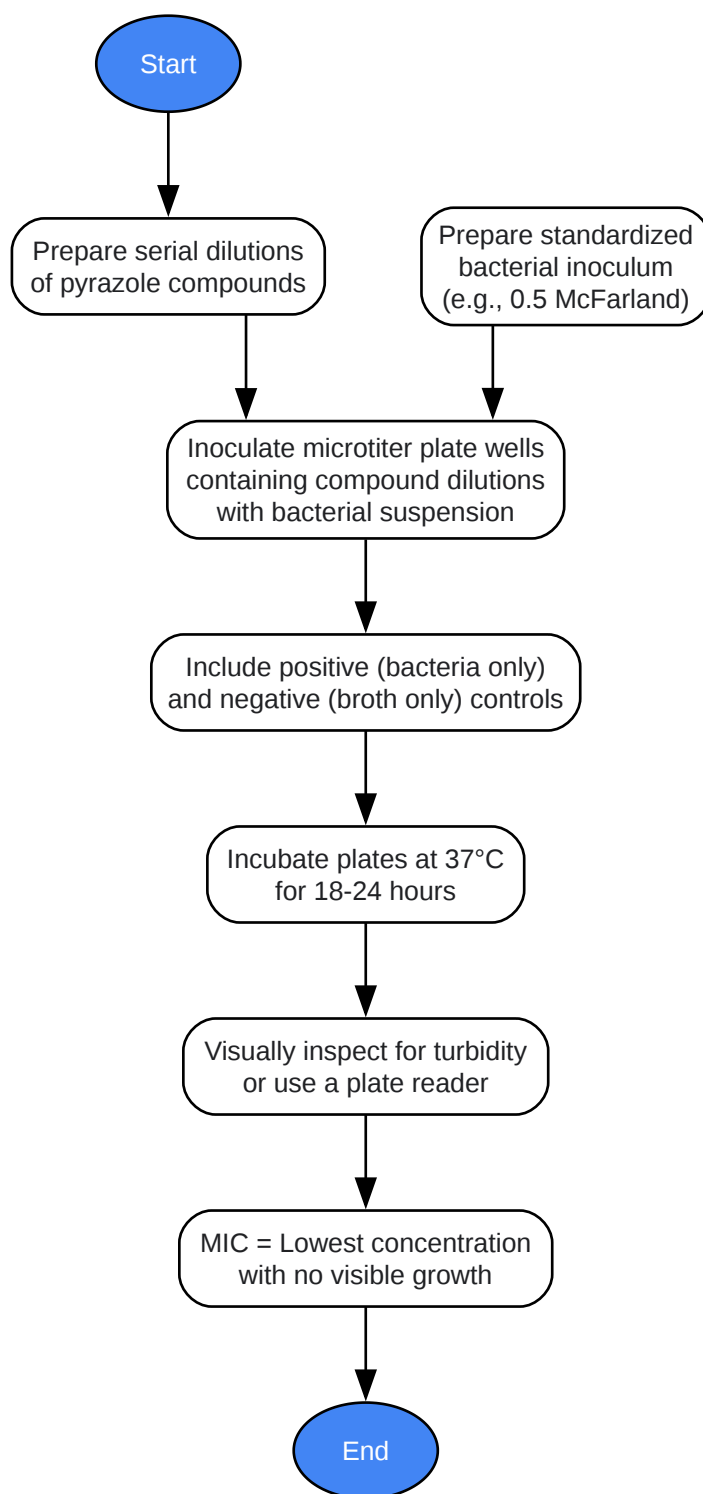 Start
Prepare serial dilutions
of pyrazole compounds
Prepare standardized
bacterial inoculum
(e.g., 0.5 McFarland)
Inoculate microtiter plate wells
containing compound dilutions
with bacterial suspension
Include positive (bacteria only)
and negative (broth only) controls
Incubate plates at 37°C
for 18-24 hours
Visually inspect for turbidity
or use a plate reader
MIC = Lowest concentration
with no visible growth
End